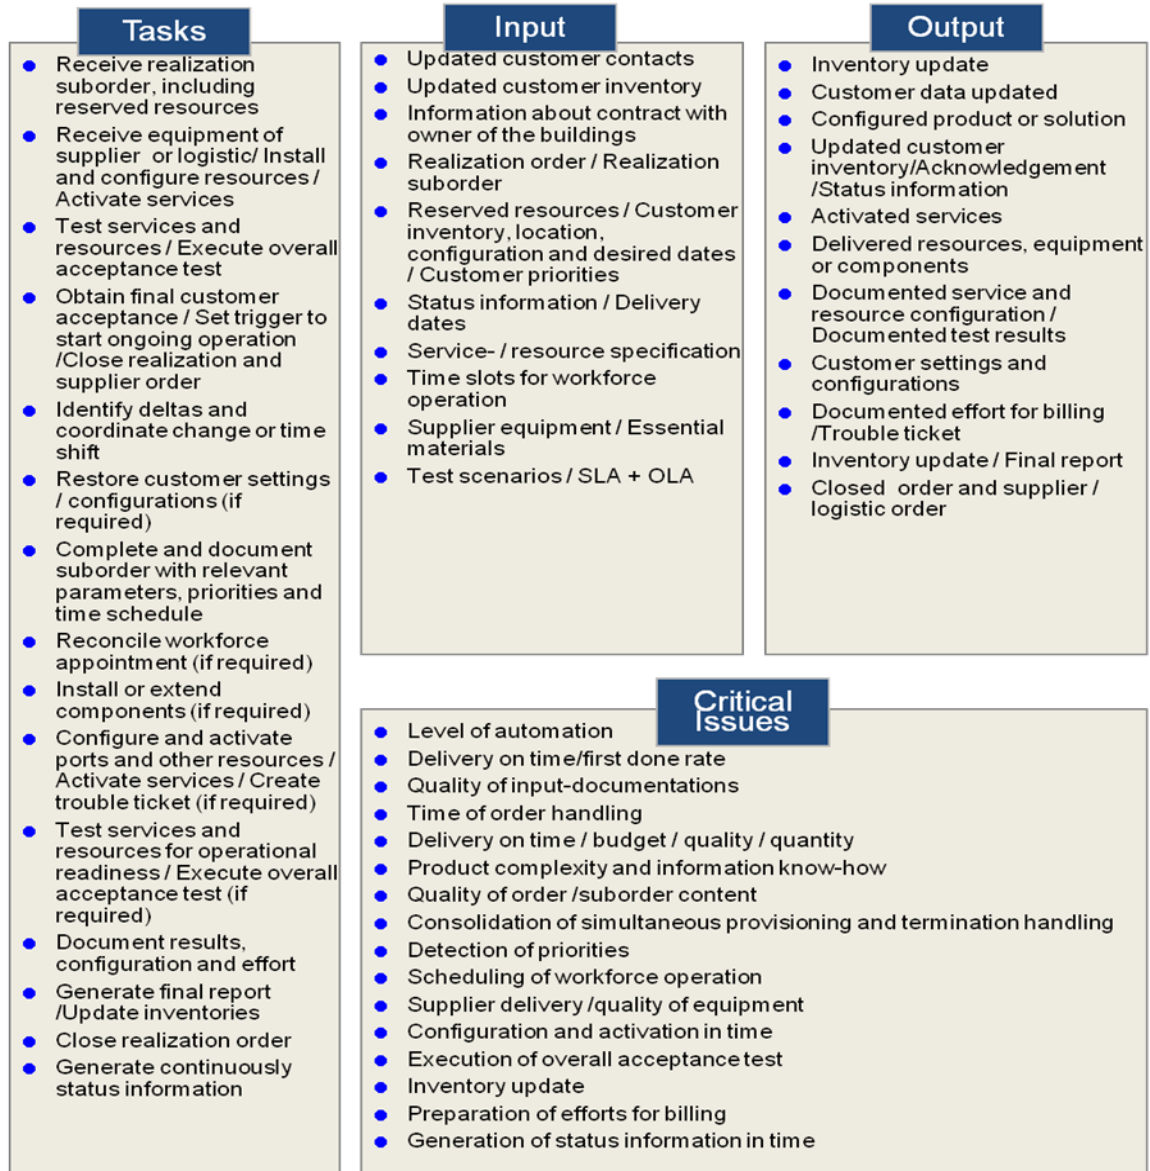 Tasks
Receive realization
suborder, including
reserved resources
Receive equipment of
supplier or logistic/ Install
and configure resources /
Activate services
Test services and
resources / Execute overall
acceptance test
Obtain final customer
acceptance / Set trigger to
start ongoing operation
/Close realization and
supplier order
Identify deltas and
coordinate change or time
shift
Restore customer settings
/ configurations (if
required)
Complete and document
suborder with relevant
parameters, priorities and
time schedule
Reconcile workforce
appointment (if required)
Install or extend
components (if required)
Configure and activate
ports and other resources /
Activate services / Create
trouble ticket (if required)
Test services and
resources for operational
readiness / Execute overall
acceptance test (if
required)
Document results,
configuration and effort
Generate final report
/Update inventories
Close realization order
Generate continuously
status information
Input
Updated customer contacts
Updated customer inventory
Information about contract with
owner of the buildings
Realization order / Realization
suborder
Reserved resources / Customer
inventory, location,
configuration and desired dates
/ Customer priorities
Status information / Delivery
dates
Service- / resource specification
Time slots for workforce
operation
Supplier equipment / Essential
materials
Test scenarios / SLA + OLA
Output
Inventory update
Customer data updated
Configured product or solution
Updated customer
inventory/Acknowledgement
/Status information
Activated services
Delivered resources, equipment
or components
Documented service and
resource configuration /
Documented test results
Customer settings and
configurations
Documented effort for billing
/Trouble ticket
Inventory update / Final report
Closed order and supplier /
logistic order
Critical
Issues
Level of automation
Delivery on time/first done rate
Quality of input-documentations
Time of order handling
Delivery on time / budget / quality / quantity
Product complexity and information know-how
Quality of order /suborder content
Consolidation of simultaneous provisioning and termination handling
Detection of priorities
Scheduling of workforce operation
Supplier delivery /quality of equipment
Configuration and activation in time
Execution of overall acceptance test
Inventory update
Preparation of efforts for billing
Generation of status information in time